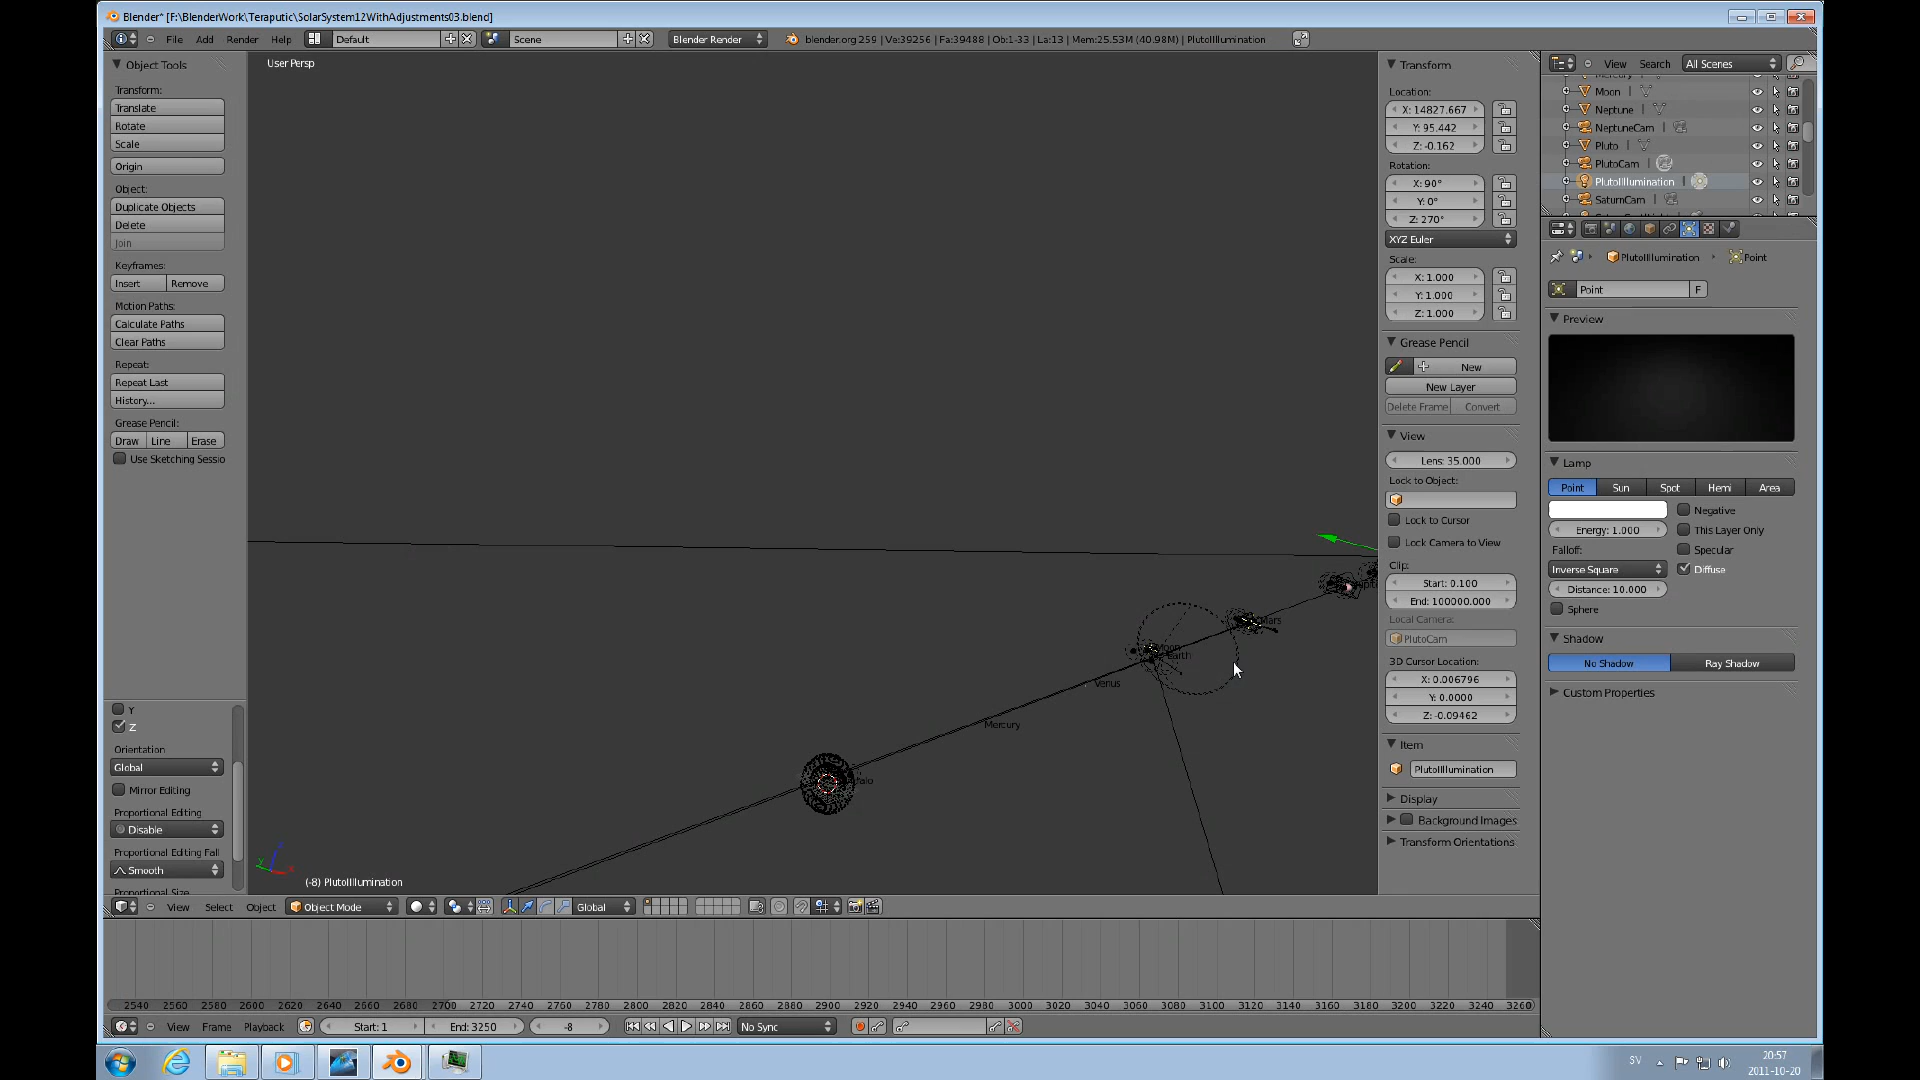 Blender* [F:\BlenderWork\Teraputic\SolarSystem12WithAdjustments03.blend]
File Add Render Help Default Scene Blender Render blender.org 259 | Ve:39256 | Fa:39488 | Ob:1-33 | La:13 | Mem:25.53M (40.98M) | PlutoIllumination
Object Tools
Transform:
Translate
Rotate
Scale
Origin
Object:
Duplicate Objects
Delete
Join
Keyframes:
Insert Remove
Motion Paths:
Calculate Paths
Clear Paths
Repeat:
Repeat Last
History...
Grease Pencil:
Draw Line Erase
Use Sketching Sessio
Y
Z
Orientation
Global
Mirror Editing
Proportional Editing
Disable
Proportional Editing Fall
Smooth
Proportional Size
User Persp
Mars
Moon
Earth
Venus
Mercury
(-8) PlutoIllumination
Transform
Location:
X: 14827.667
Y: 95.442
Z: -0.162
Rotation:
X: 90°
Y: 0°
Z: 270°
XYZ Euler
Scale:
X: 1.000
Y: 1.000
Z: 1.000
Grease Pencil
New
New Layer
Delete Frame Convert
View
Lens: 35.000
Lock to Object:
Lock to Cursor
Lock Camera to View
Clip:
Start: 0.100
End: 100000.000
Local Camera:
PlutoCam
3D Cursor Location:
X: 0.006796
Y: 0.0000
Z: -0.09462
Item
PlutoIllumination
Display
Background Images
Transform Orientations
View Search All Scenes
Mercury
Moon
Neptune
NeptuneCam
Pluto
PlutoCam
PlutoIllumination
SaturnCam
PlutoIllumination Point
Point F
Preview
Lamp
Point Sun Spot Hemi Area
Negative
Energy: 1.000 This Layer Only
Falloff: Specular
Inverse Square Diffuse
Distance: 10.000
Sphere
Shadow
No Shadow Ray Shadow
Custom Properties
View Select Object Object Mode Global
2540 2560 2580 2600 2620 2640 2660 2680 2700 2720 2740 2760 2780 2800 2820 2840 2860 2880 2900 2920 2940 2960 2980 3000 3020 3040 3060 3080 3100 3120 3140 3160 3180 3200 3220 3240 3260
View Frame Playback Start: 1 End: 3250 -8 No Sync
SV 20:57
2011-10-20